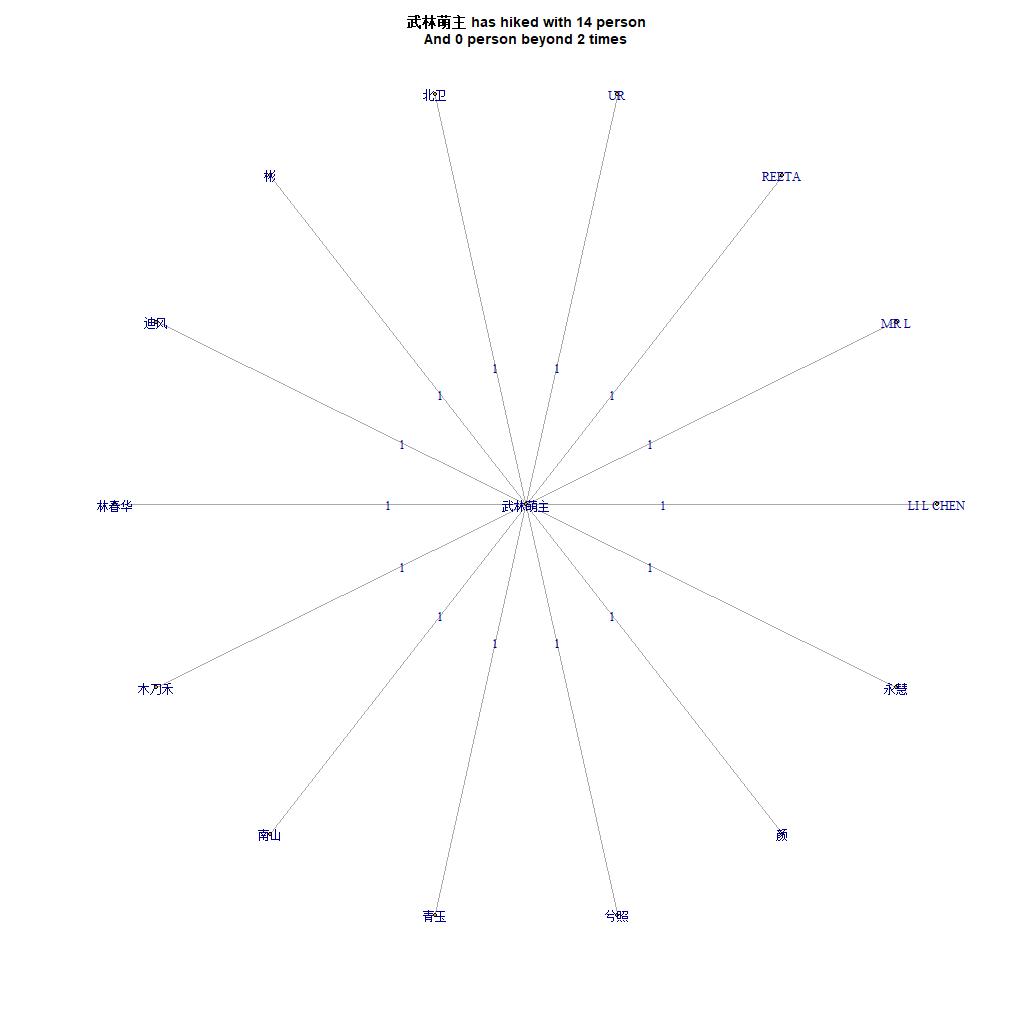 武林萌主 has hiked with 14 person
And 0 person beyond 2 times
北卫
UR
彬
REETA
迪风
MR L
1
1
1
1
1
1
林春华
1
武林萌主
1
LI L CHEN
1
1
1
1
1
1
木乃禾
永慧
南山
颜
青玉
兮照